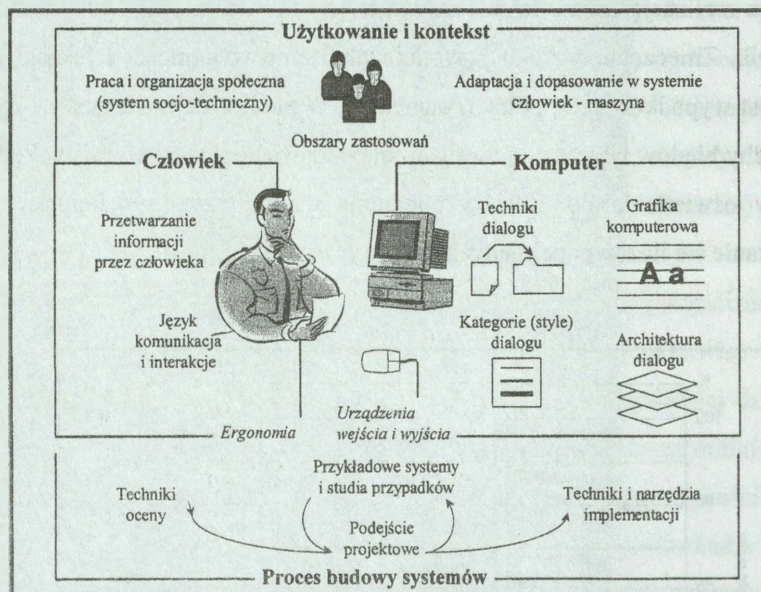 Użytkowanie i kontekst
Praca i organizacja społeczna
(system socjo-techniczny)
Adaptacja i dopasowanie w systemie
człowiek - maszyna
Obszary zastosowań
Człowiek
Komputer
Przetwarzanie
informacji
przez człowieka
Techniki
dialogu
Grafika
komputerowa
A a
Język
komunikacja
i interakcje
Kategorie (style)
dialogu
Architektura
dialogu
Ergonomia
Urządzenia
wejścia i wyjścia
Przykładowe systemy
i studia przypadków
Techniki
oceny
Techniki i narzędzia
implementacji
Podejście
projektowe
Proces budowy systemów